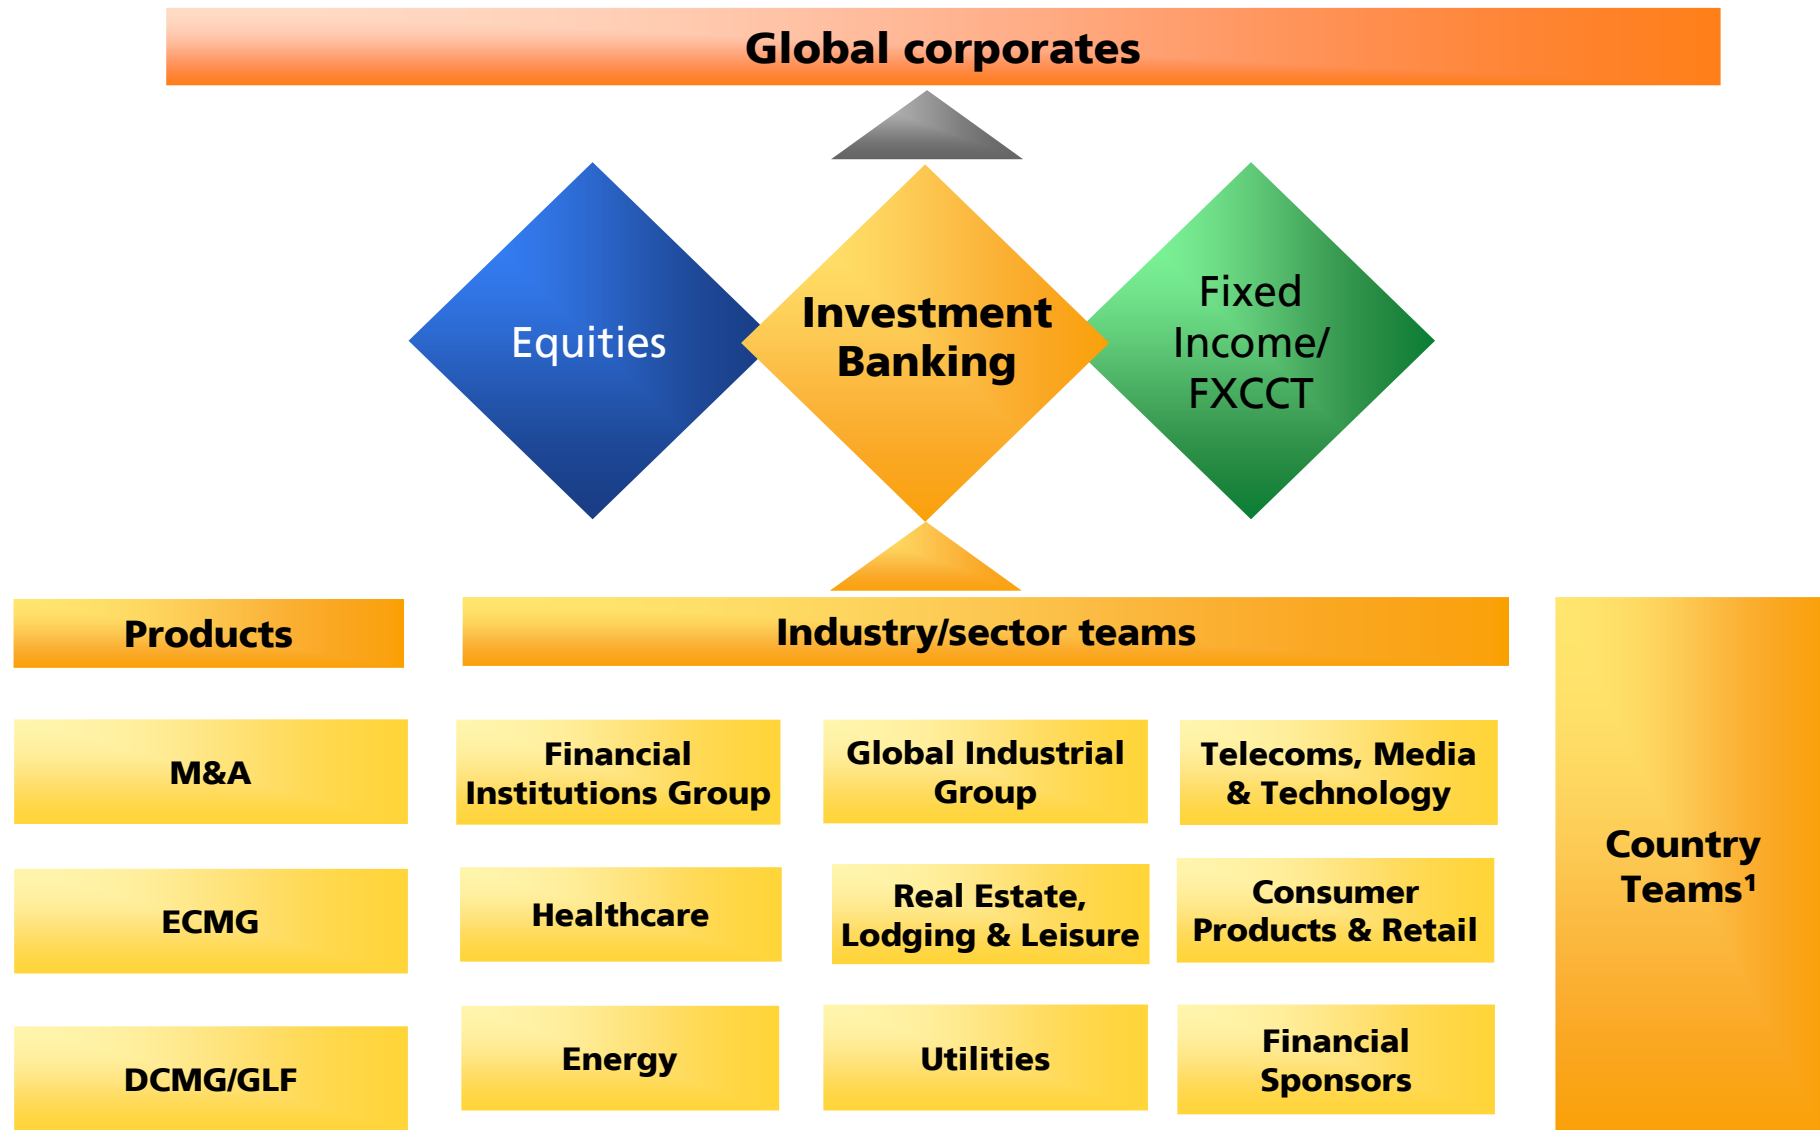 Global corporates
Equities
Investment
Banking
Fixed
Income/
FXCCT
Products
Industry/sector teams
M&A
Financial
Institutions Group
Global Industrial
Group
Telecoms, Media
& Technology
ECMG
Healthcare
Real Estate,
Lodging & Leisure
Consumer
Products & Retail
DCMG/GLF
Energy
Utilities
Financial
Sponsors
Country
Teams¹